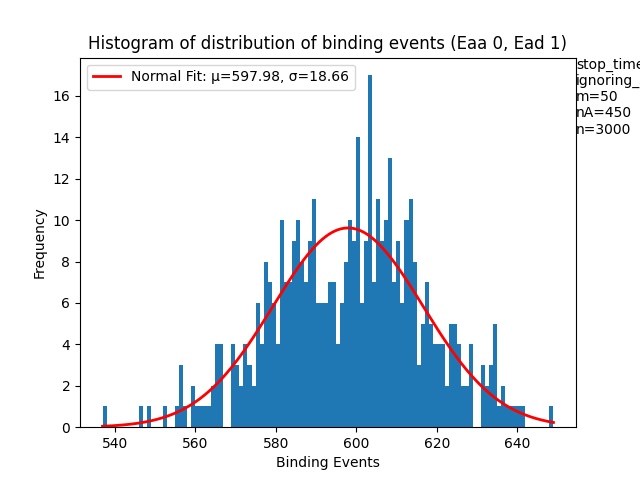 Histogram of distribution of binding events (Eaa 0, Ead 1)
Normal Fit: μ=597.98, σ=18.66
stop_time
ignoring_
m=50
nA=450
n=3000
Frequency
16
14
12
10
8
6
4
2
0
540 560 580 600 620 640
Binding Events